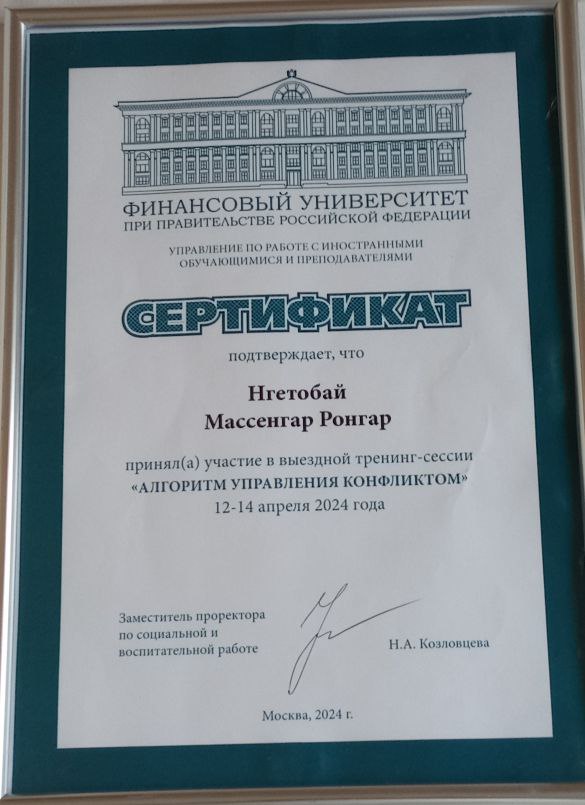 ФИНАНСОВЫЙ УНИВЕРСИТЕТ
ПРИ ПРАВИТЕЛЬСТВЕ РОССИЙСКОЙ ФЕДЕРАЦИИ
УПРАВЛЕНИЕ ПО РАБОТЕ С ИНОСТРАННЫМИ
ОБУЧАЮЩИМИСЯ И ПРЕПОДАВАТЕЛЯМИ
СЕРТИФИКАТ
подтверждает, что
Нгетобай
Массенгар Ронгар
принял(а) участие в выездной тренинг-сессии
«АЛГОРИТМ УПРАВЛЕНИЯ КОНФЛИКТОМ»
12-14 апреля 2024 года
Заместитель проректора
по социальной и
воспитательной работе
Н.А. Козловцева
Москва, 2024 г.